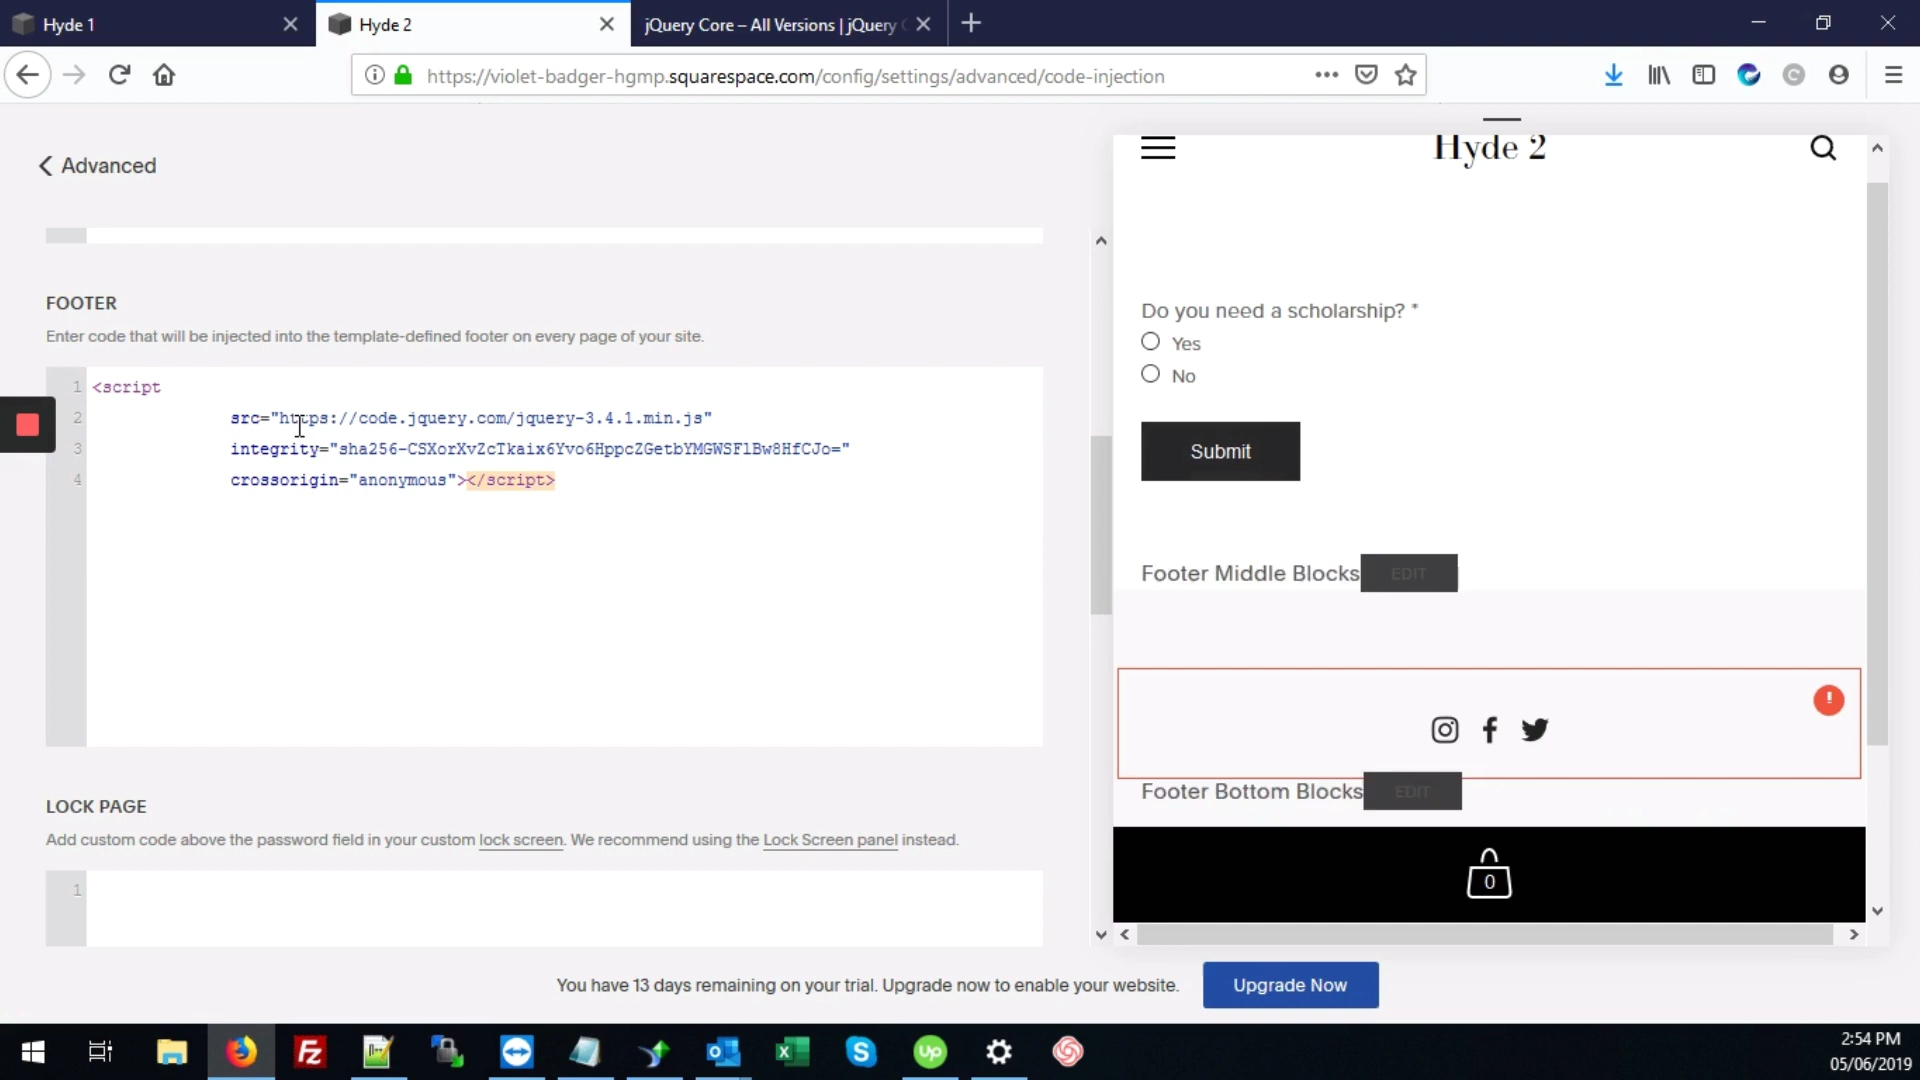 Hyde 1
Hyde 2
jQuery Core – All Versions | jQuery
https://violet-badger-hgmp.squarespace.com/config/settings/advanced/code-injection
Advanced
FOOTER
Enter code that will be injected into the template-defined footer on every page of your site.
1 <script
2 src="https://code.jquery.com/jquery-3.4.1.min.js"
3 integrity="sha256-CSXorXvZcTkaix6Yvo6HppcZGetbYMGWSFlBw8HfCJo="
4 crossorigin="anonymous"></script>
LOCK PAGE
Add custom code above the password field in your custom lock screen. We recommend using the Lock Screen panel instead.
1
Hyde 2
Do you need a scholarship? *
Yes
No
Submit
Footer Middle Blocks EDIT
!
Footer Bottom Blocks EDIT
0
You have 13 days remaining on your trial. Upgrade now to enable your website.
Upgrade Now
2:54 PM
05/06/2019